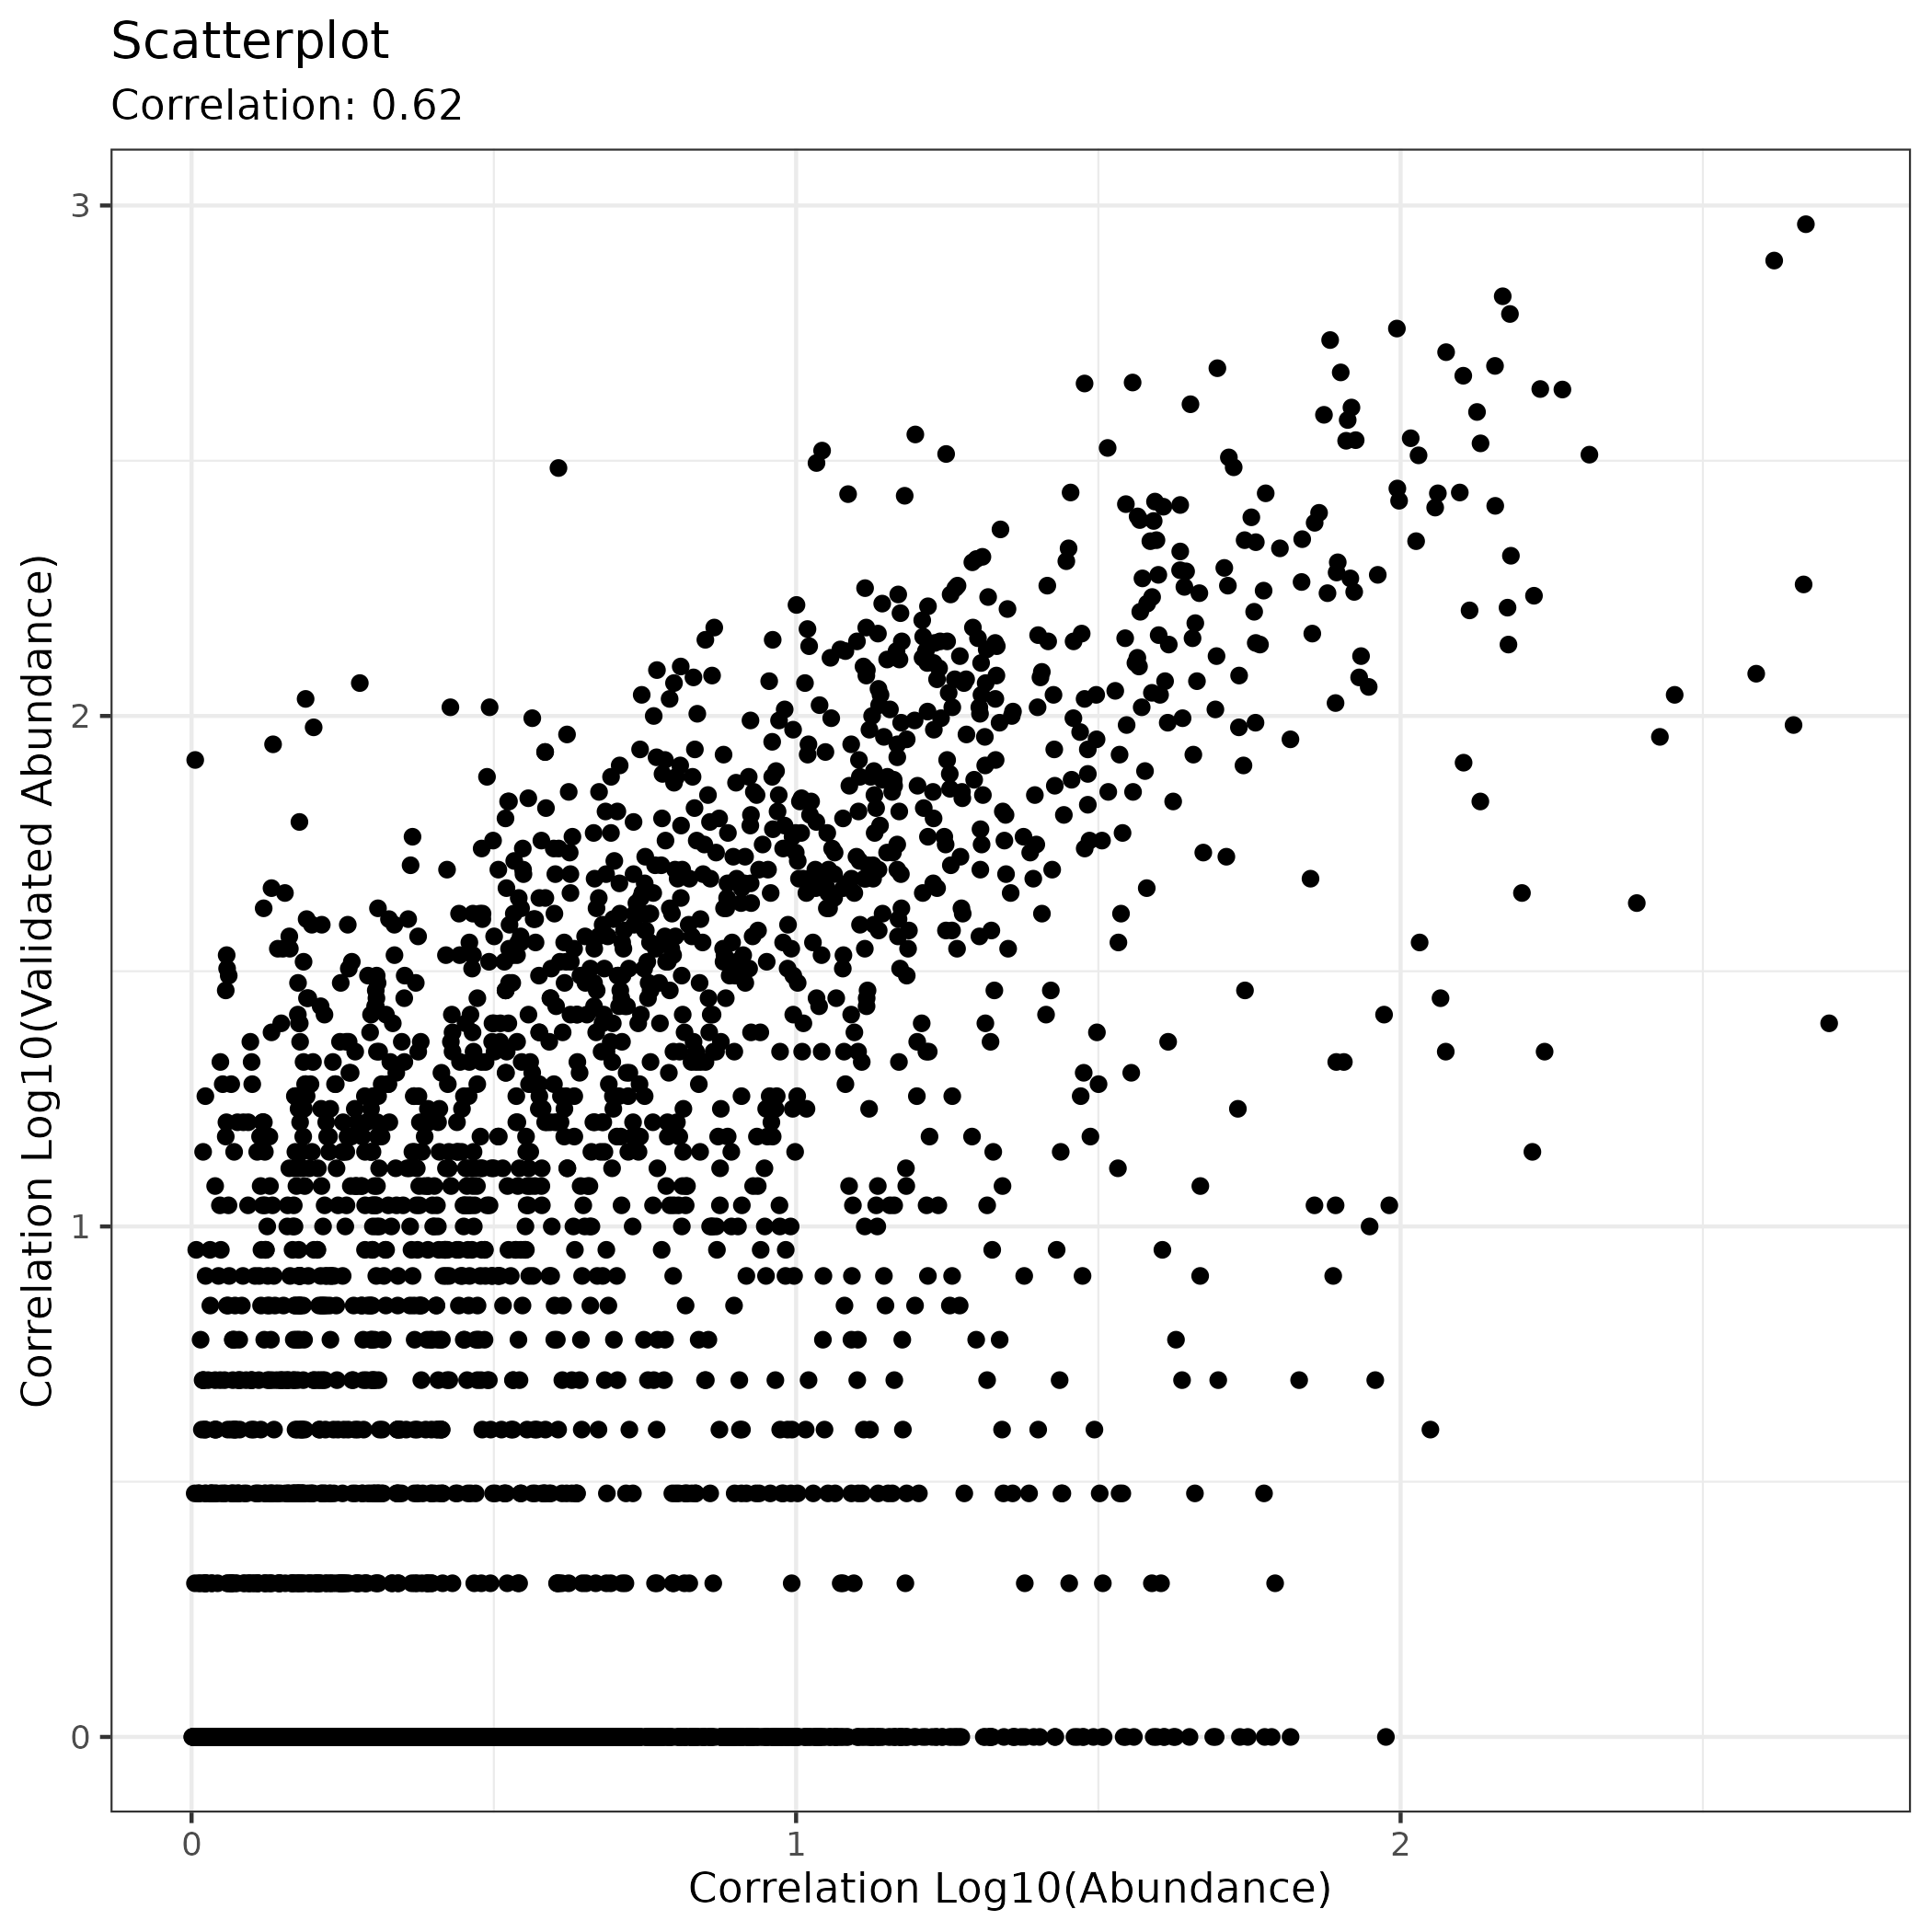 Scatterplot
Correlation: 0.62
3
2
1
0
Correlation Log10(Validated Abundance)
0 1 2
Correlation Log10(Abundance)